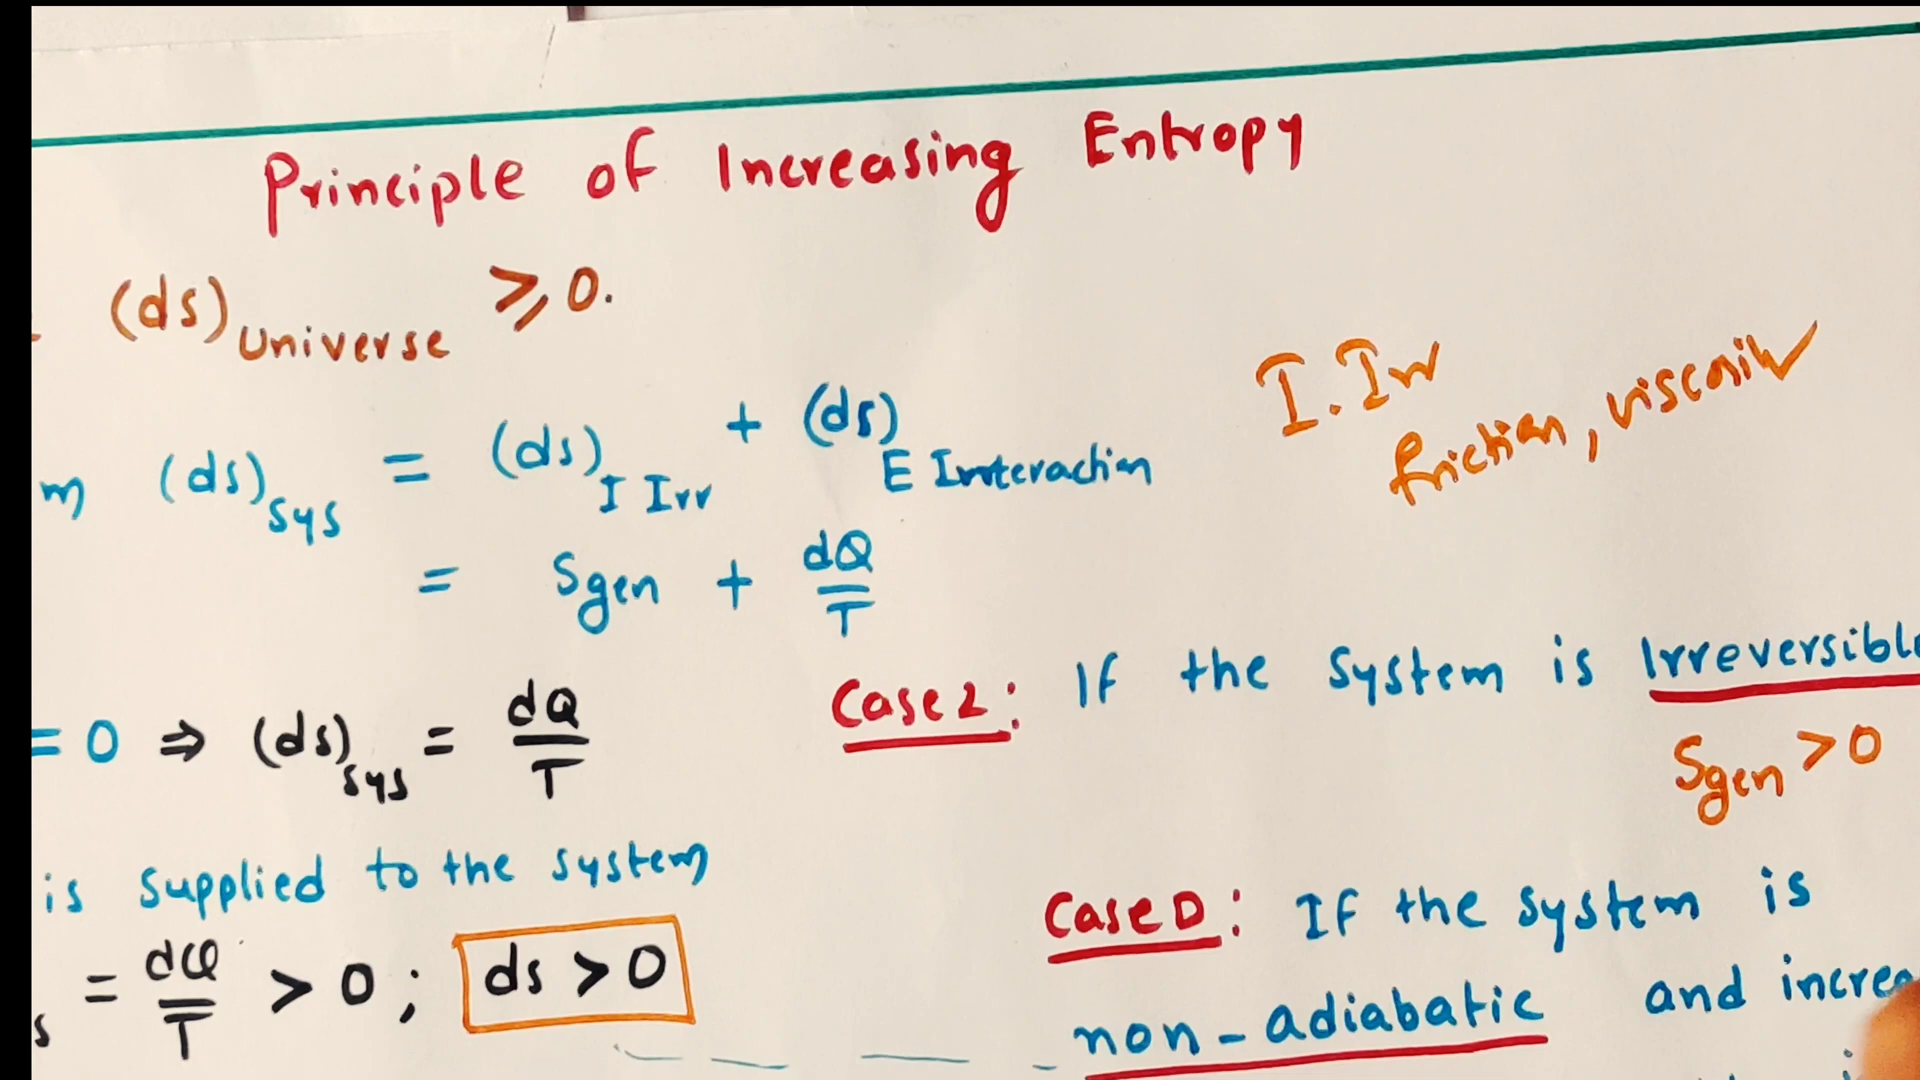 Principle of Increasing Entropy
(ds)Universe ⩾ 0.
I. Irr
friction,
m (ds)sys = (ds)I Irr + (ds)E Interaction
= Sgen + dQ/T
= 0 ⇒ (ds)sys = dQ/T
Case 2: If the system is Irreversible
Sgen > 0
is supplied to the system
s = dQ/T > 0 ; ds > 0
Case D: If the system is
non-adiabatic and increa